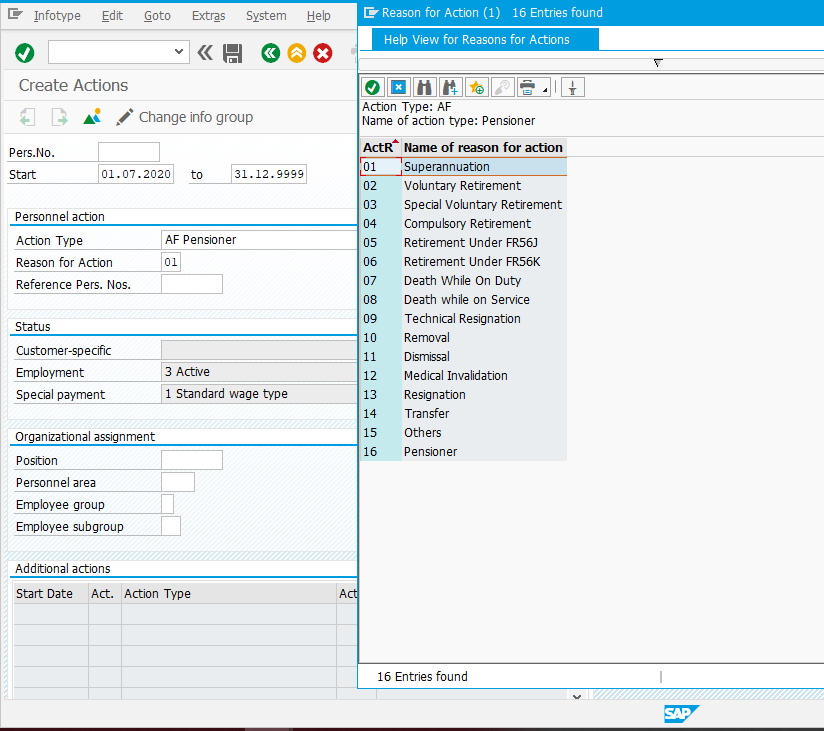 Infotype Edit Goto Extras System Help
Create Actions
Change info group
Pers.No.
Start 01.07.2020 to 31.12.9999
Personnel action
Action Type AF Pensioner
Reason for Action 01
Reference Pers. Nos.
Status
Customer-specific
Employment 3 Active
Special payment 1 Standard wage type
Organizational assignment
Position
Personnel area
Employee group
Employee subgroup
Additional actions
Start Date Act. Action Type Act
Reason for Action (1) 16 Entries found
Help View for Reasons for Actions
Action Type: AF
Name of action type: Pensioner
ActR Name of reason for action
01 Superannuation
02 Voluntary Retirement
03 Special Voluntary Retirement
04 Compulsory Retirement
05 Retirement Under FR56J
06 Retirement Under FR56K
07 Death While On Duty
08 Death while on Service
09 Technical Resignation
10 Removal
11 Dismissal
12 Medical Invalidation
13 Resignation
14 Transfer
15 Others
16 Pensioner
16 Entries found
SAP